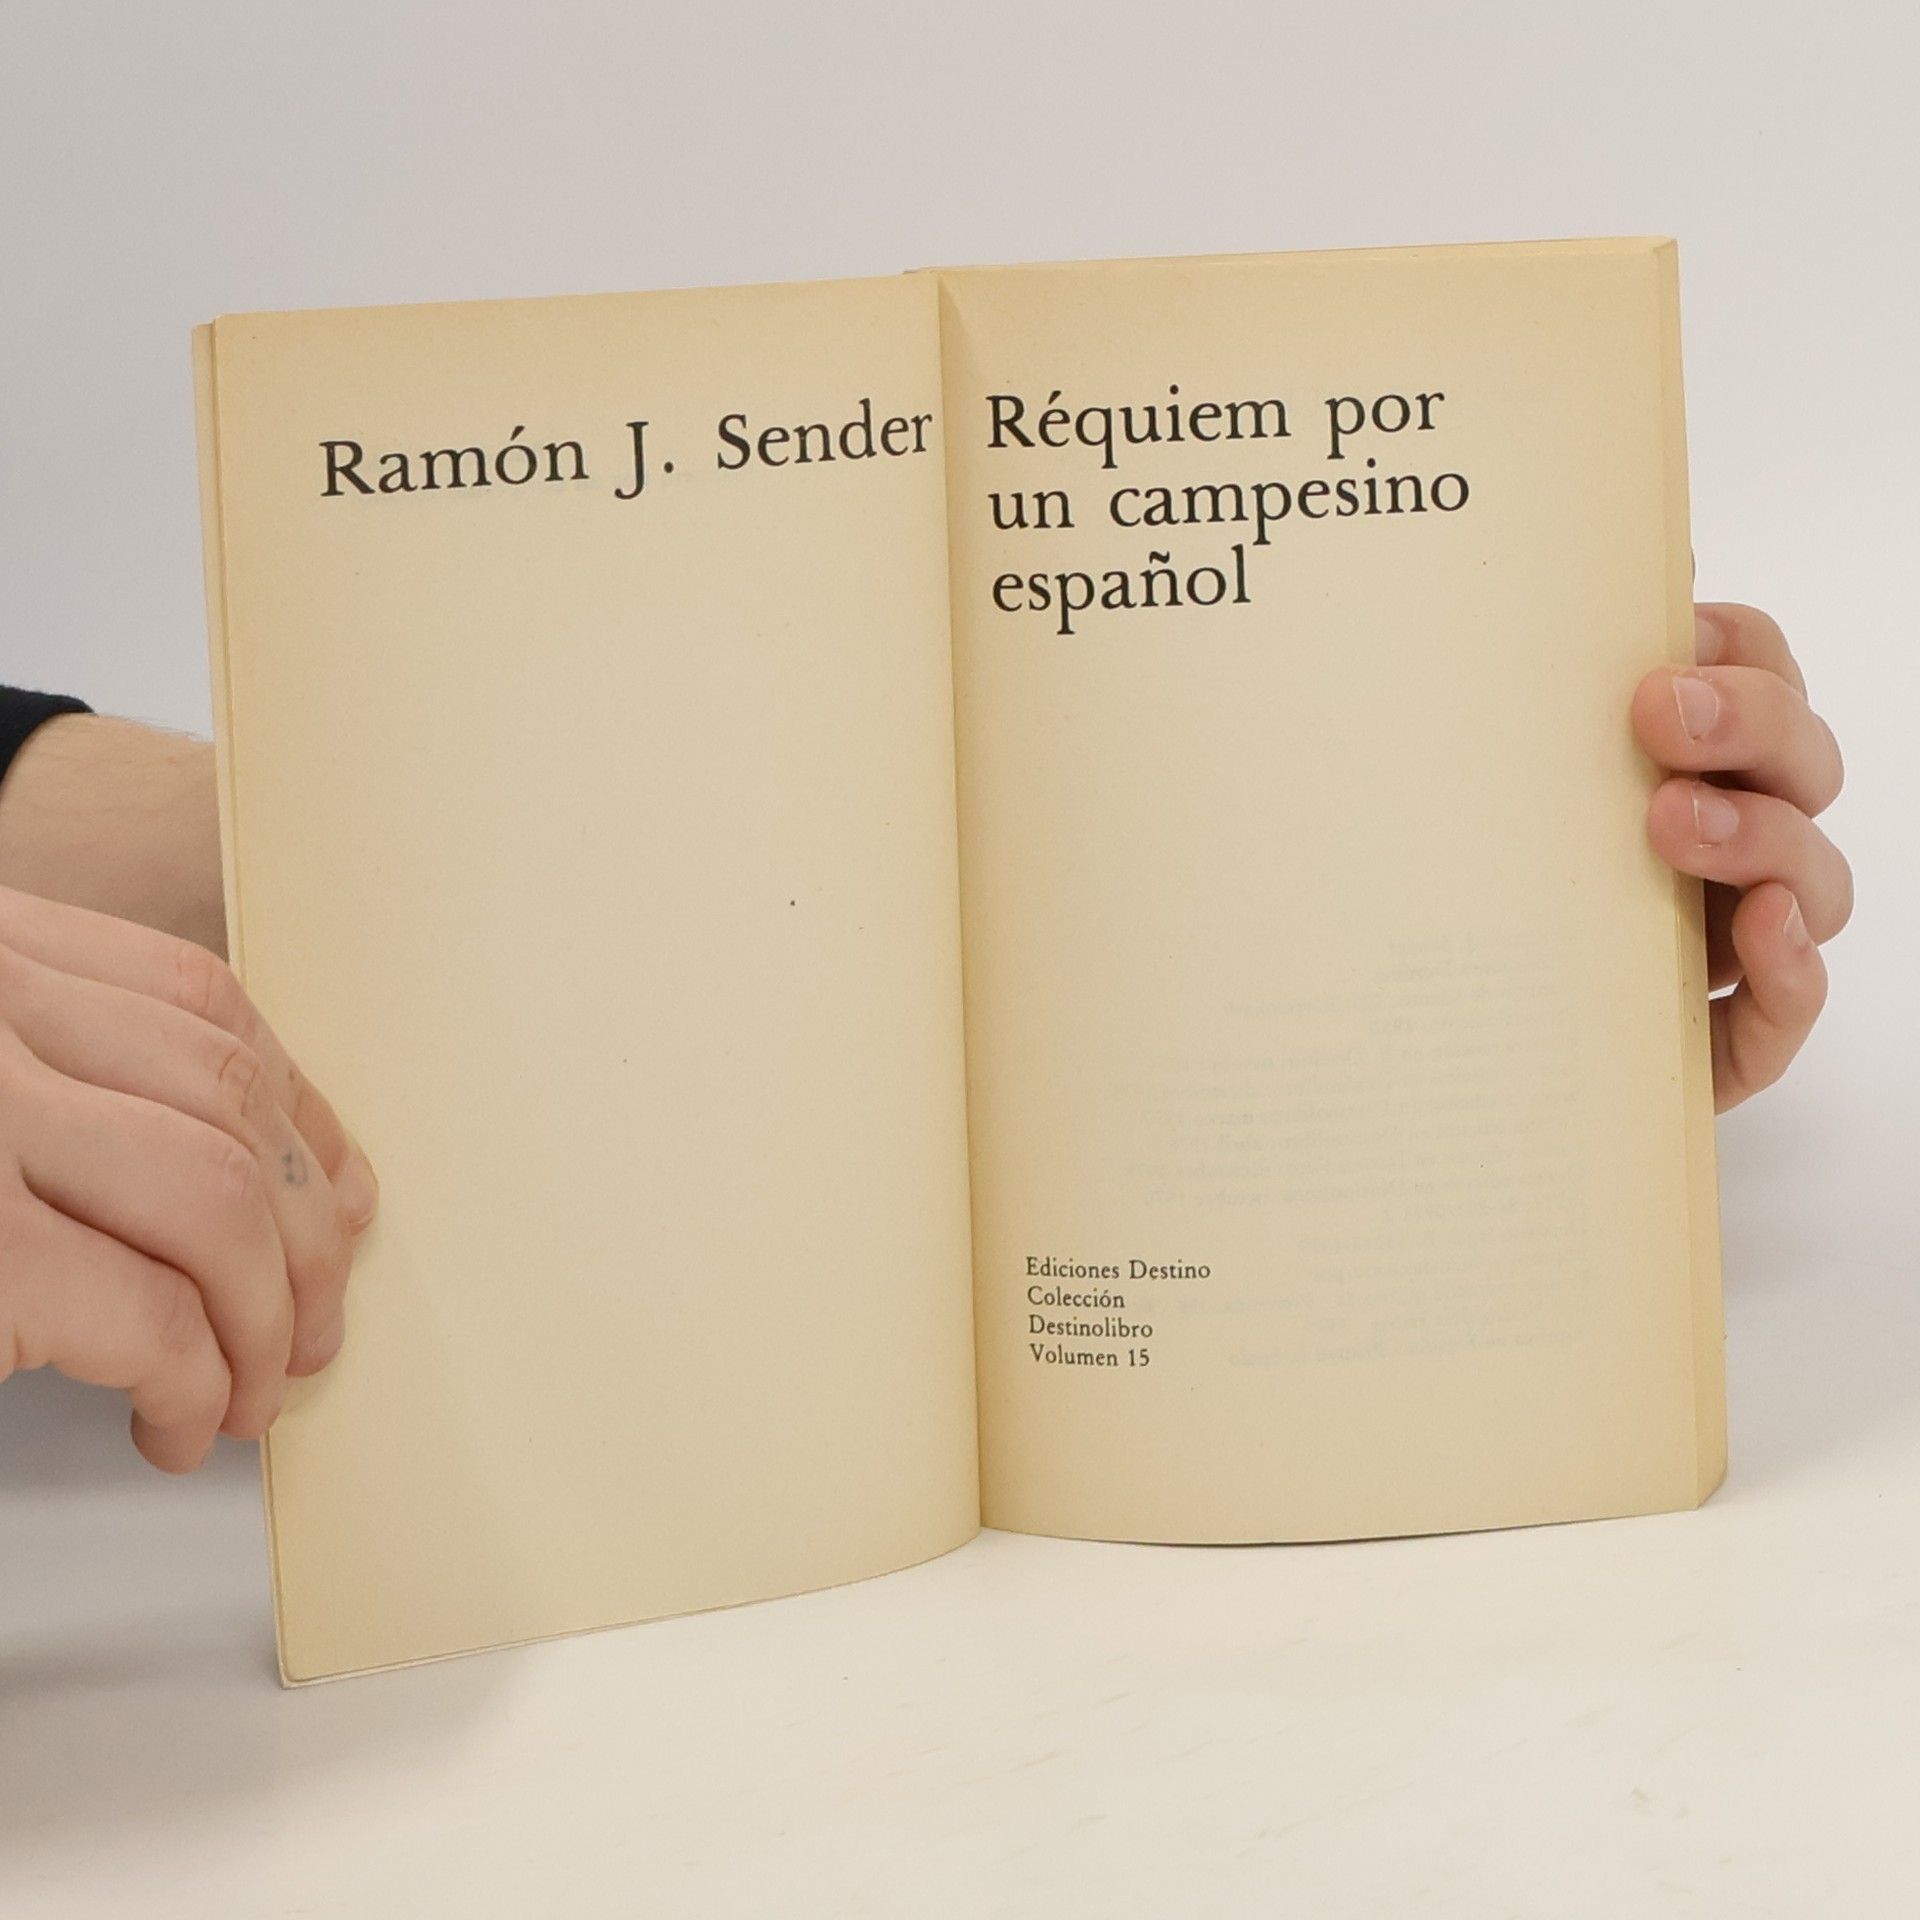 Ramón J. Sender
Réquiem por
un campesino
español
Ediciones Destino
Colección
Destinolibro
Volumen 15